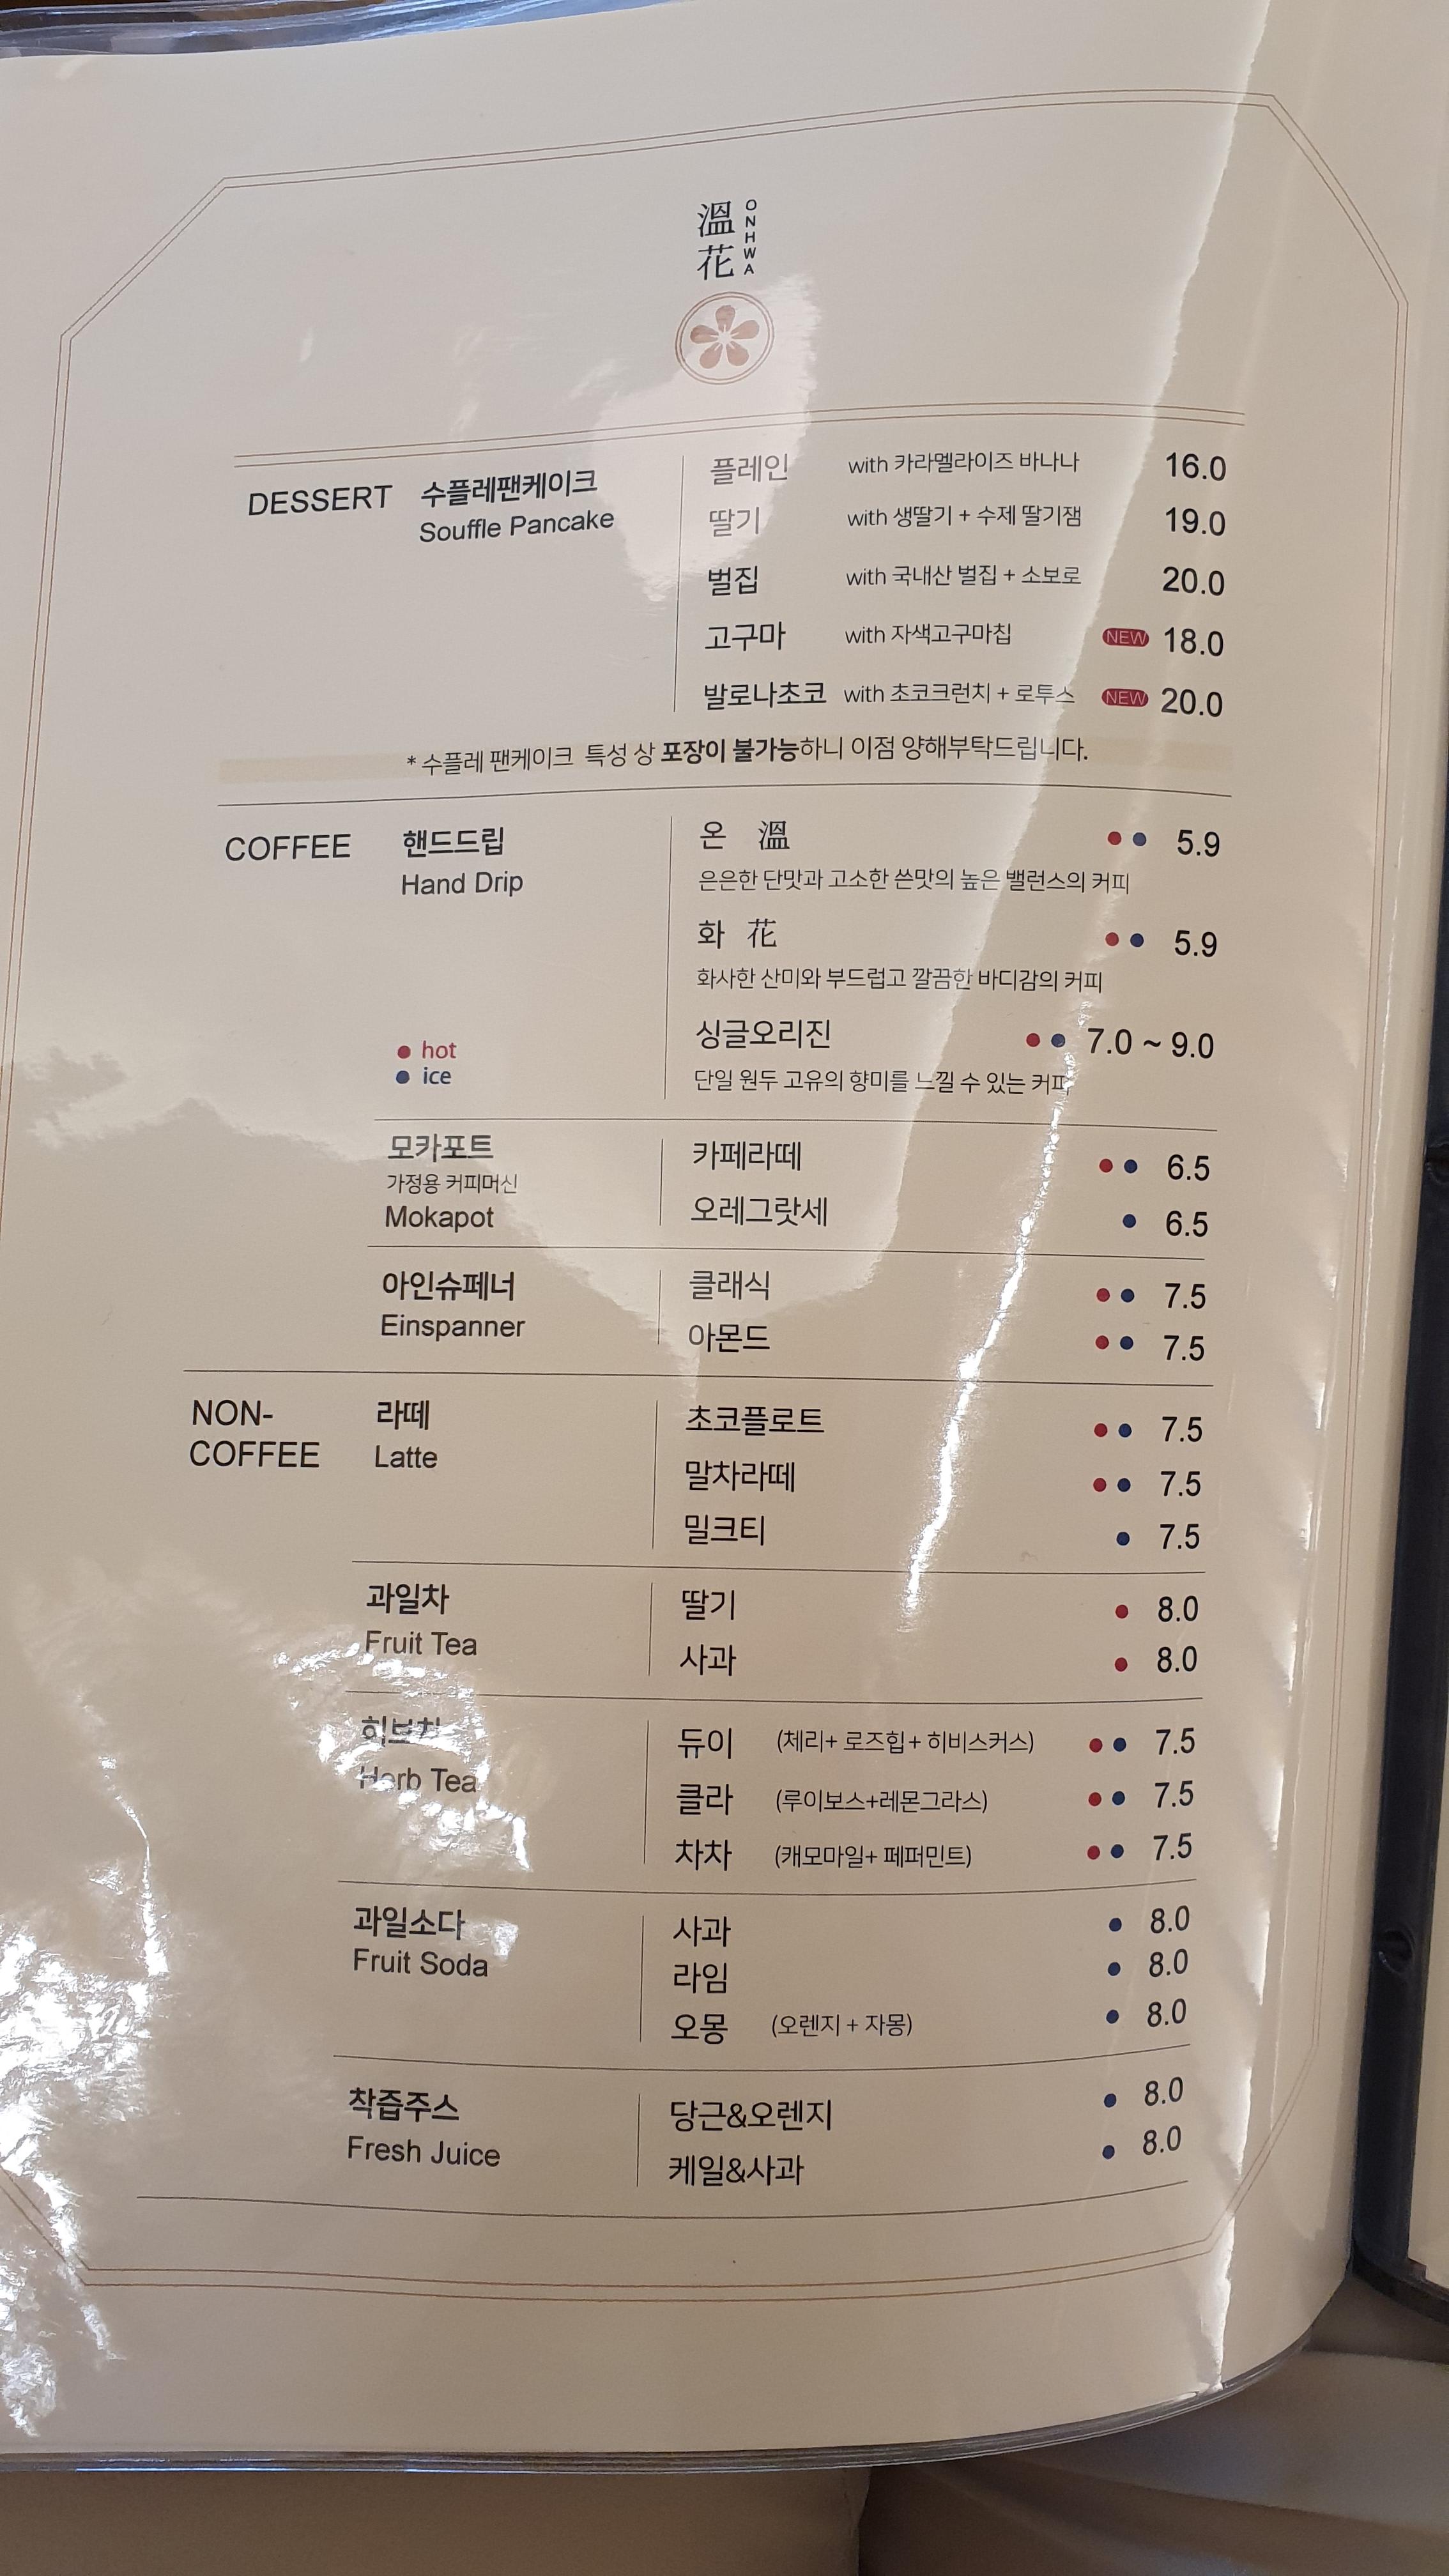 溫花
ONHWA
DESSERT
수플레팬케이크
Souffle Pancake
플레인 with 카라멜라이즈 바나나 16.0
딸기 with 생딸기 + 수제 딸기잼 19.0
벌집 with 국내산 벌집 + 소보로 20.0
고구마 with 자색고구마칩 NEW 18.0
발로나초코 with 초코크런치 + 로투스 NEW 20.0
* 수플레 팬케이크 특성 상 포장이 불가능하니 이점 양해부탁드립니다.
COFFEE
핸드드립
Hand Drip
온 溫 5.9
은은한 단맛과 고소한 쓴맛의 높은 밸런스의 커피
화 花 5.9
화사한 산미와 부드럽고 깔끔한 바디감의 커피
싱글오리진 7.0 ~ 9.0
단일 원두 고유의 향미를 느낄 수 있는 커피
hot
ice
모카포트
가정용 커피머신
Mokapot
카페라떼 6.5
오레그랏세 6.5
아인슈페너
Einspanner
클래식 7.5
아몬드 7.5
NON-
COFFEE
라떼
Latte
초코플로트 7.5
말차라떼 7.5
밀크티 7.5
과일차
Fruit Tea
딸기 8.0
사과 8.0
허브차
Herb Tea
듀이 (체리+ 로즈힙+ 히비스커스) 7.5
클라 (루이보스+레몬그라스) 7.5
차차 (캐모마일+ 페퍼민트) 7.5
과일소다
Fruit Soda
사과 8.0
라임 8.0
오몽 (오렌지 + 자몽) 8.0
착즙주스
Fresh Juice
당근&오렌지 8.0
케일&사과 8.0